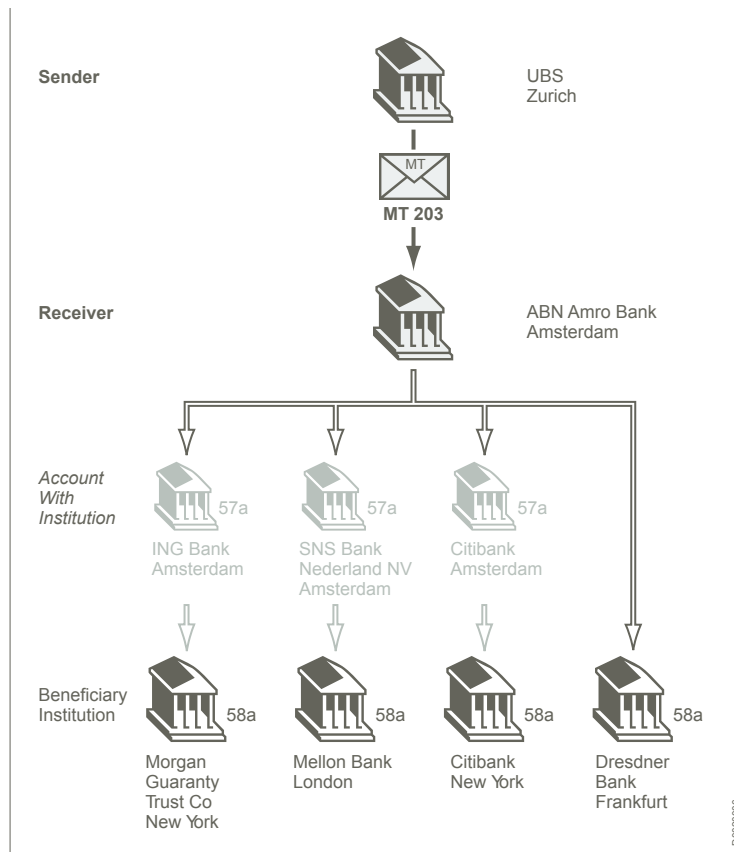 Sender
UBS
Zurich
MT
MT 203
Receiver
ABN Amro Bank
Amsterdam
Account
With
Institution
57a
57a
57a
ING Bank
Amsterdam
SNS Bank
Nederland NV
Amsterdam
Citibank
Amsterdam
Beneficiary
Institution
58a
58a
58a
58a
Morgan
Guaranty
Trust Co
New York
Mellon Bank
London
Citibank
New York
Dresdner
Bank
Frankfurt